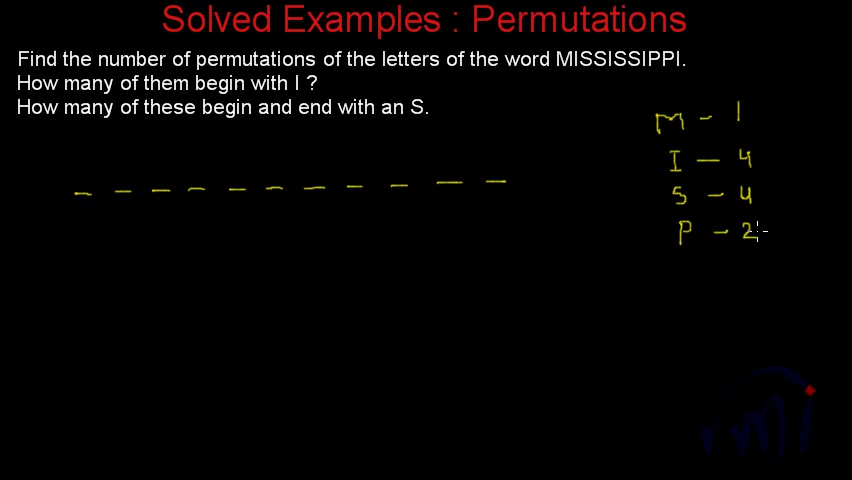 Solved Examples : Permutations
Find the number of permutations of the letters of the word MISSISSIPPI.
How many of them begin with I ?
How many of these begin and end with an S.
M - 1
I - 4
S - 4
P - 2